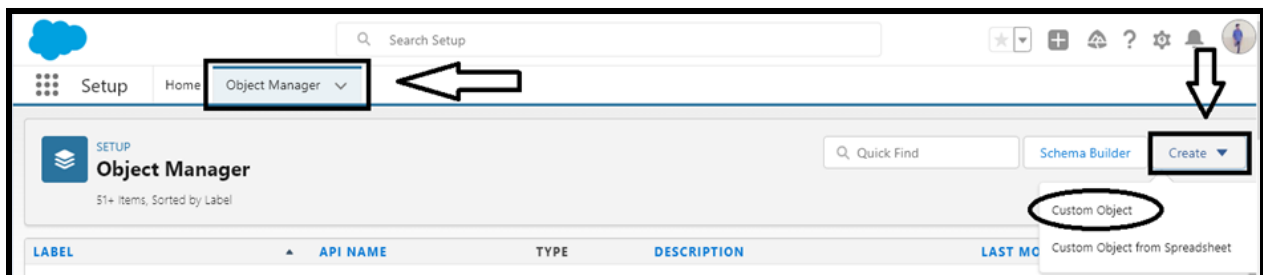 Search Setup
Setup Home Object Manager
SETUP
Object Manager
51+ Items, Sorted by Label
Quick Find Schema Builder Create
Custom Object
Custom Object from Spreadsheet
LABEL API NAME TYPE DESCRIPTION LAST MO